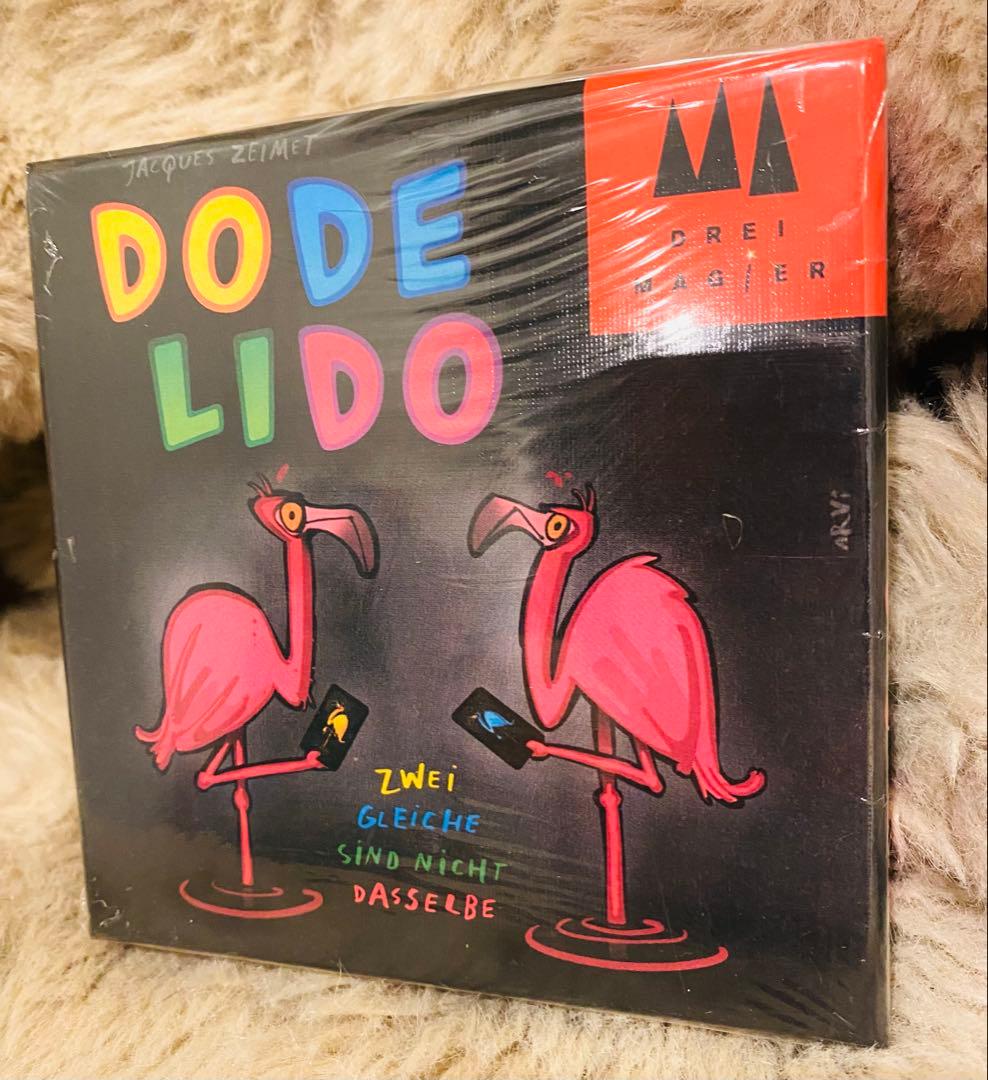 JACQUES ZEIMET
DODE
LIDO
DREI
MAGIER
ARVi
ZWEi
GLEiCHE
SiND NiCHT
DASSELBE